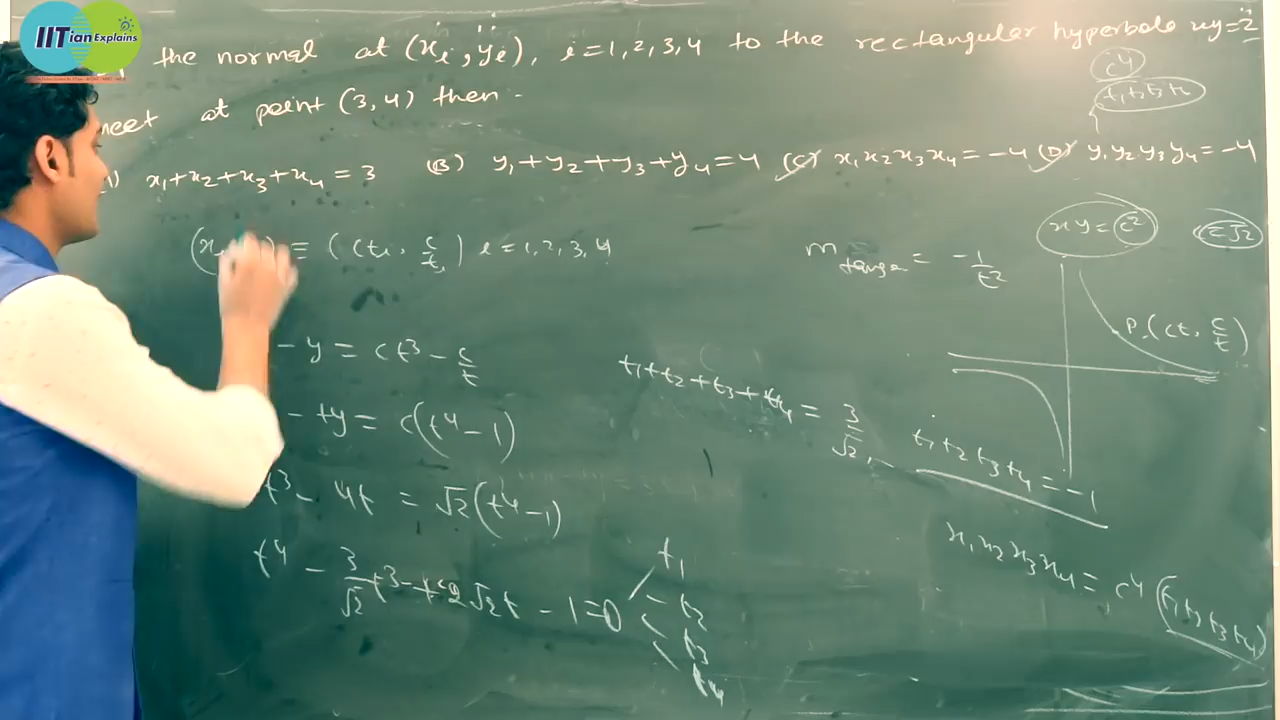 IITian Explains
the normal at (xᵢ, yᵢ), i=1,2,3,4 to the rectangular hyperbola xy=2
meet at point (3,4) then -
x₁+x₂+x₃+x₄ = 3 (B) y₁+y₂+y₃+y₄=4 (C) x₁x₂x₃x₄ = -4 (D) y₁y₂y₃y₄=-4
c⁴
t₁t₂t₃t₄
≡ (ctᵢ, c/tᵢ) i=1,2,3,4
m = -1/t²
xy = c²
c=√2
P(ct, c/t)
- y = ct³ - c/t
- ty = c(t⁴-1)
t³ - 4t = √2(t⁴-1)
t⁴ - 3/√2 t³ + 2√2t - 1=0
t₁
t₂
t₃
t₄
t₁+t₂+t₃+t₄ = 3/√2
t₁t₂t₃t₄=-1
x₁x₂x₃x₄ = c⁴(t₁t₂t₃t₄)